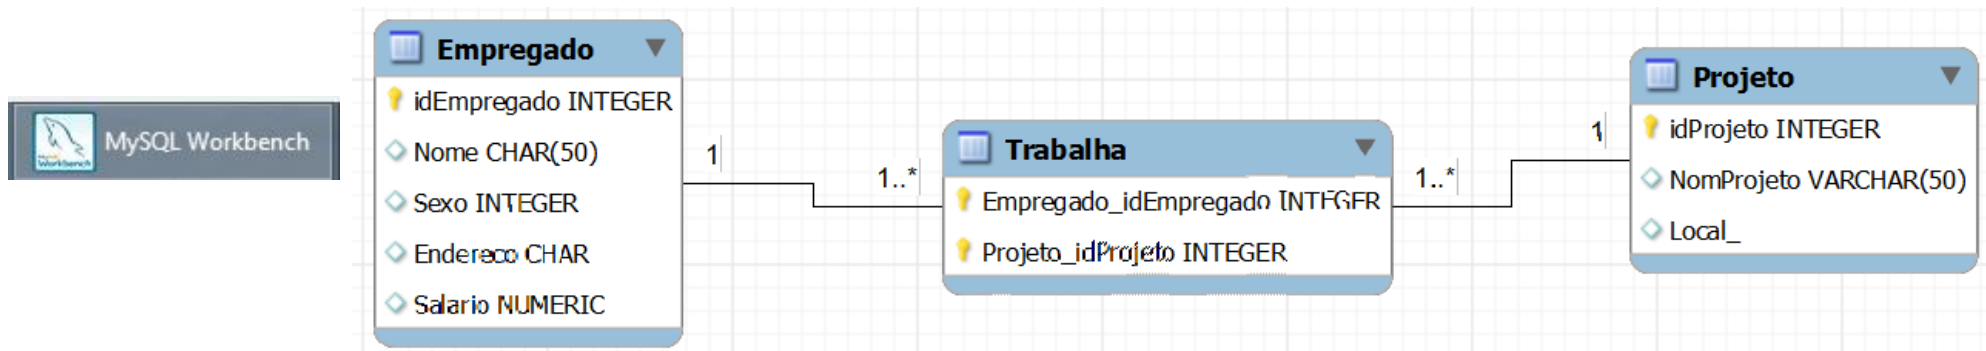 MySQL Workbench
Empregado
idEmpregado INTEGER
Nome CHAR(50)
Sexo INTEGER
Endereco CHAR
Salario NUMERIC
1
1..*
Trabalha
Empregado_idEmpregado INTEGER
Projeto_idProjeto INTEGER
1..*
1
Projeto
idProjeto INTEGER
NomProjeto VARCHAR(50)
Local_